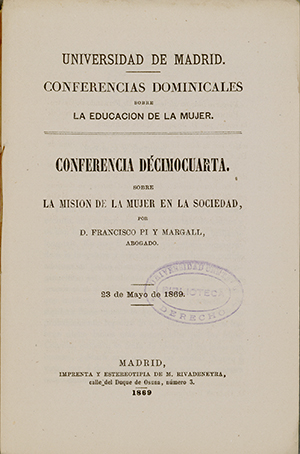 UNIVERSIDAD DE MADRID.
CONFERENCIAS DOMINICALES
SOBRE
LA EDUCACION DE LA MUJER.
CONFERENCIA DÉCIMOCUARTA.
SOBRE
LA MISION DE LA MUJER EN LA SOCIEDAD,
POR
D. FRANCISCO PI Y MARGALL,
ABOGADO.
23 de Mayo de 1869.
BIBLIOTECA
DERECHO
MADRID,
IMPRENTA Y ESTEREOTIPIA DE M. RIVADENEYRA,
calle del Duque de Osuna, número 3.
1869